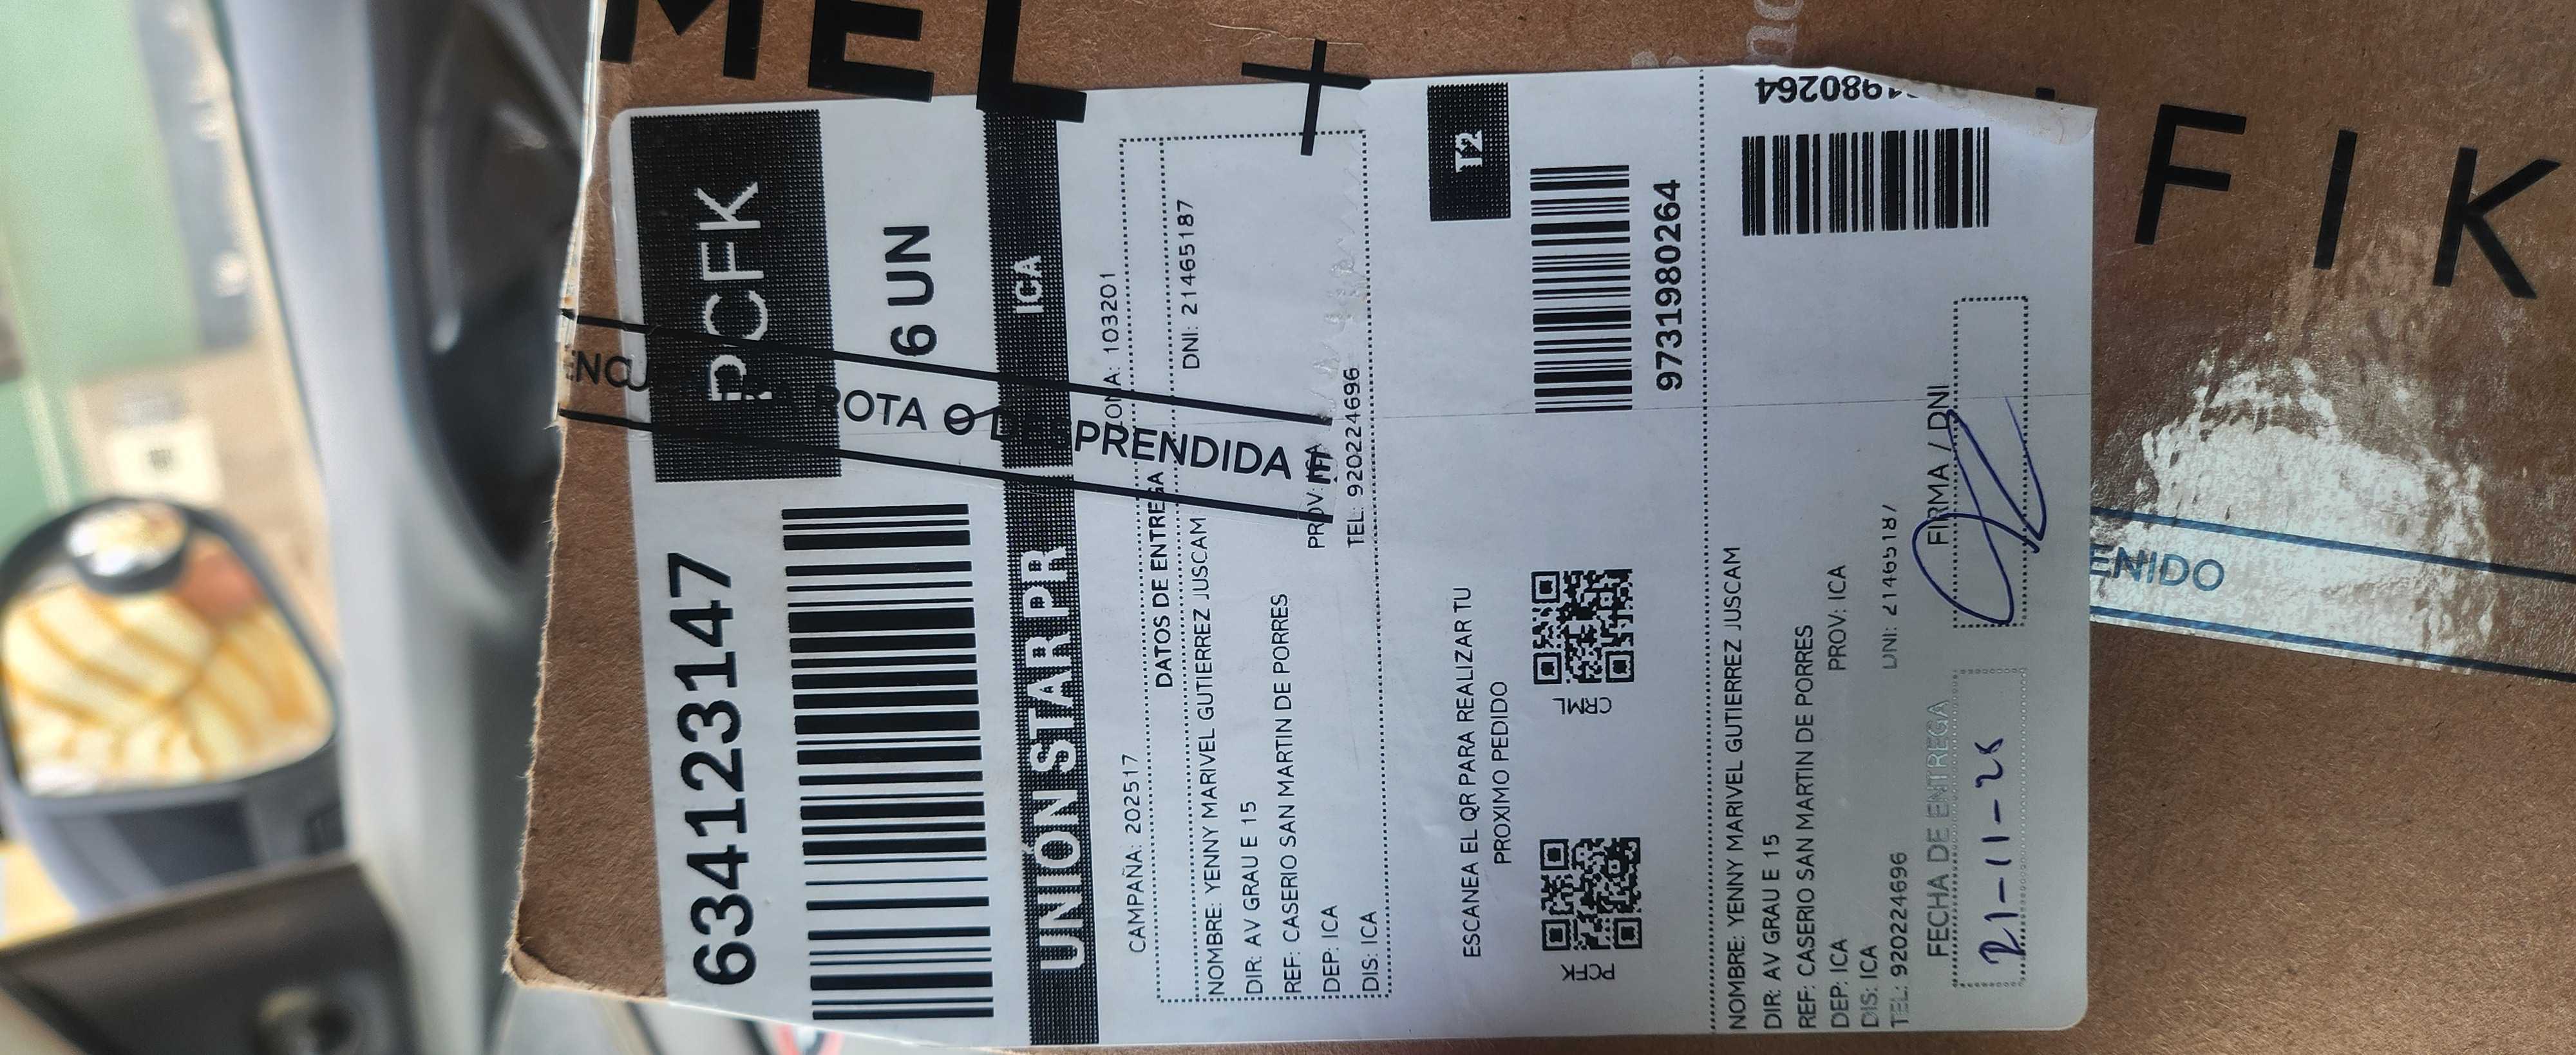 MEL +
FIK
PCFK
6341123147
6 UN
UNIÓN STAR PR
ICA
CAMPAÑA: 202517
ZONA: 103201
DATOS DE ENTREGA
NOMBRE: YENNY MARIVEL GUTIERREZ JUSCAM
DNI: 21465187
DIR: AV GRAU E 15
REF: CASERIO SAN MARTIN DE PORRES
DEP: ICA
PROV: ICA
DIS: ICA
TEL: 920224696
ROTA O DESPRENDIDA
ENIDO
T2
ESCANEA EL QR PARA REALIZAR TU
PROXIMO PEDIDO
PCFK
CRML
9731980264
1980264
NOMBRE: YENNY MARIVEL GUTIERREZ JUSCAM
DIR: AV GRAU E 15
REF: CASERIO SAN MARTIN DE PORRES
DEP: ICA
PROV: ICA
DIS: ICA
TEL: 920224696
DNI: 21465187
FECHA DE ENTREGA
FIRMA / DNI
21-11-25